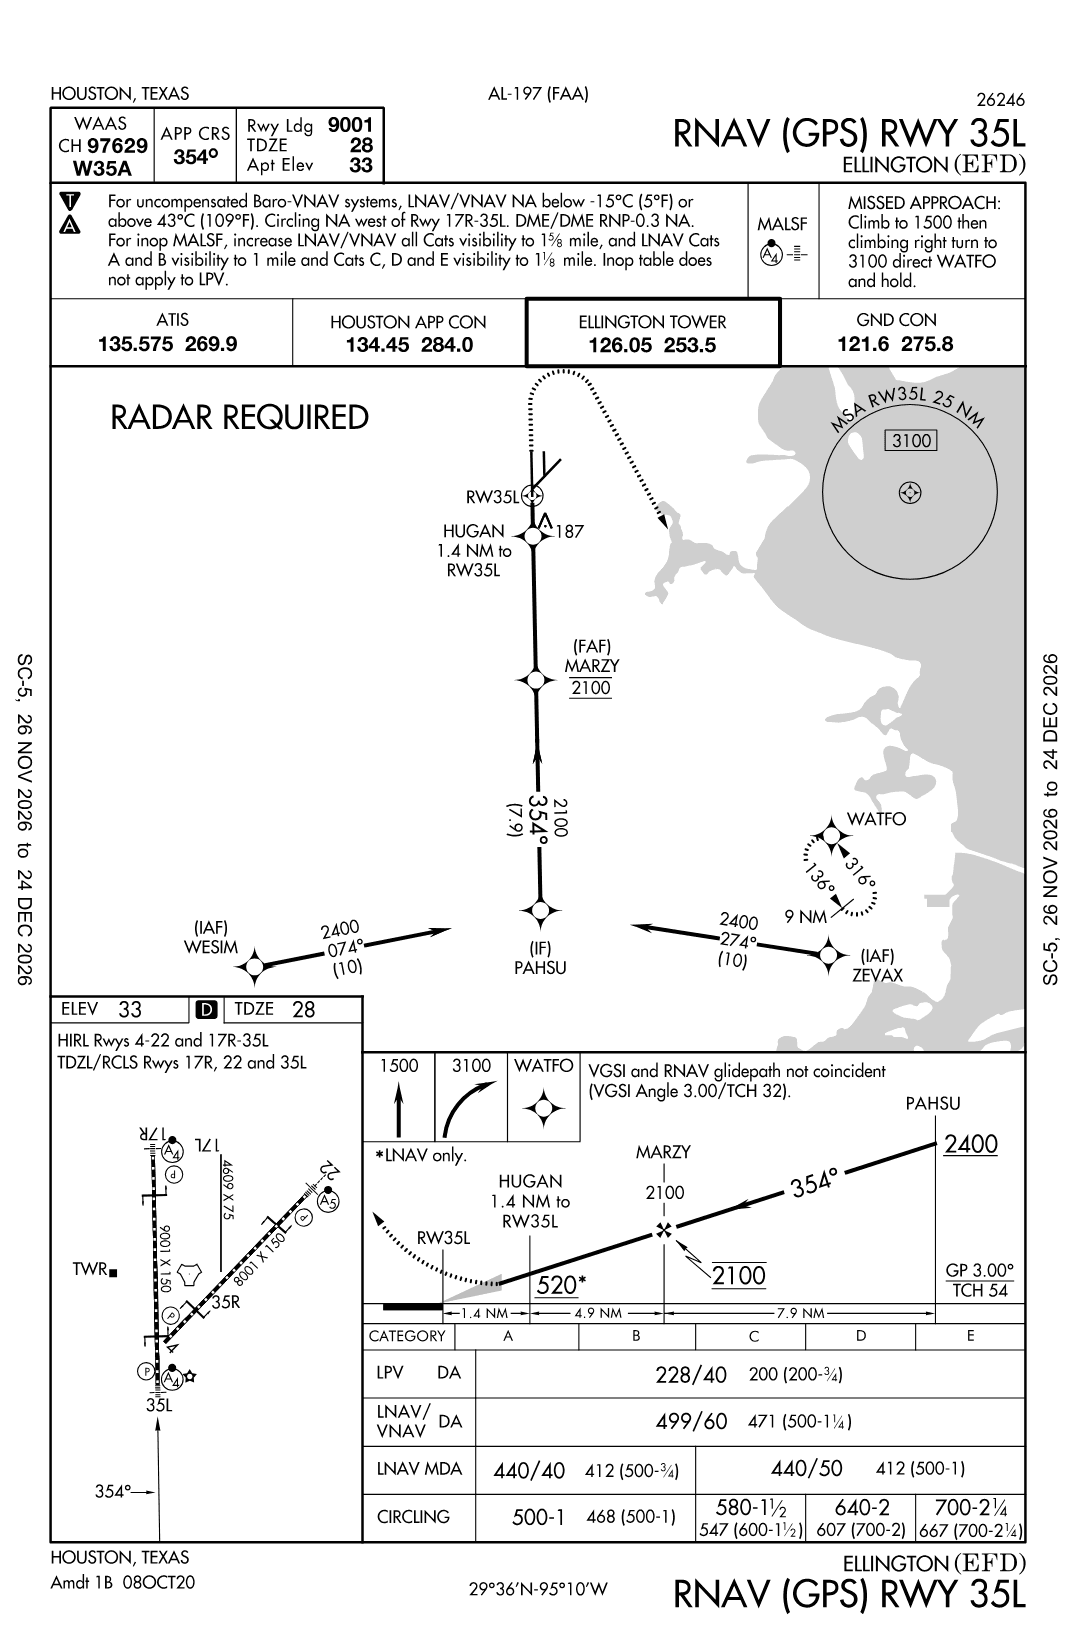 HOUSTON, TEXAS
AL-197 (FAA)
26246
RNAV (GPS) RWY 35L
ELLINGTON (EFD)
WAAS
CH 97629
W35A
APP CRS
354°
Rwy Ldg 9001
TDZE 28
Apt Elev 33
T
A
For uncompensated Baro-VNAV systems, LNAV/VNAV NA below -15°C (5°F) or
above 43°C (109°F). Circling NA west of Rwy 17R-35L. DME/DME RNP-0.3 NA.
For inop MALSF, increase LNAV/VNAV all Cats visibility to 1⅝ mile, and LNAV Cats
A and B visibility to 1 mile and Cats C, D and E visibility to 1⅛ mile. Inop table does
not apply to LPV.
MALSF
A4
MISSED APPROACH:
Climb to 1500 then
climbing right turn to
3100 direct WATFO
and hold.
ATIS
135.575 269.9
HOUSTON APP CON
134.45 284.0
ELLINGTON TOWER
126.05 253.5
GND CON
121.6 275.8
RADAR REQUIRED
MSA RW35L 25 NM
3100
RW35L
HUGAN
1.4 NM to
RW35L
187
(FAF)
MARZY
2100
2100
354°
(7.9)
WATFO
316°
136°
9 NM
(IAF)
WESIM
2400
074°
(10)
(IF)
PAHSU
2400
274°
(10)
(IAF)
ZEVAX
SC-5, 26 NOV 2026 to 24 DEC 2026
SC-5, 26 NOV 2026 to 24 DEC 2026
ELEV 33
D
TDZE 28
HIRL Rwys 4-22 and 17R-35L
TDZL/RCLS Rwys 17R, 22 and 35L
17R
A4
P
17L
4609 X 75
22
A5
P
9001 X 150
8001 X 150
TWR
35R
P
4
P
A4
35L
354°
1500
3100
WATFO
VGSI and RNAV glidepath not coincident
(VGSI Angle 3.00/TCH 32).
*LNAV only.
PAHSU
2400
MARZY
2100
354°
HUGAN
1.4 NM to
RW35L
RW35L
520*
2100
GP 3.00°
TCH 54
1.4 NM
4.9 NM
7.9 NM
CATEGORY A B C D E
LPV DA 228/40 200 (200-¾)
LNAV/
VNAV DA 499/60 471 (500-1¼)
LNAV MDA 440/40 412 (500-¾) 440/50 412 (500-1)
CIRCLING 500-1 468 (500-1) 580-1½ 640-2 700-2¼
547 (600-1½) 607 (700-2) 667 (700-2¼)
HOUSTON, TEXAS
Amdt 1B 08OCT20
29°36'N-95°10'W
ELLINGTON (EFD)
RNAV (GPS) RWY 35L